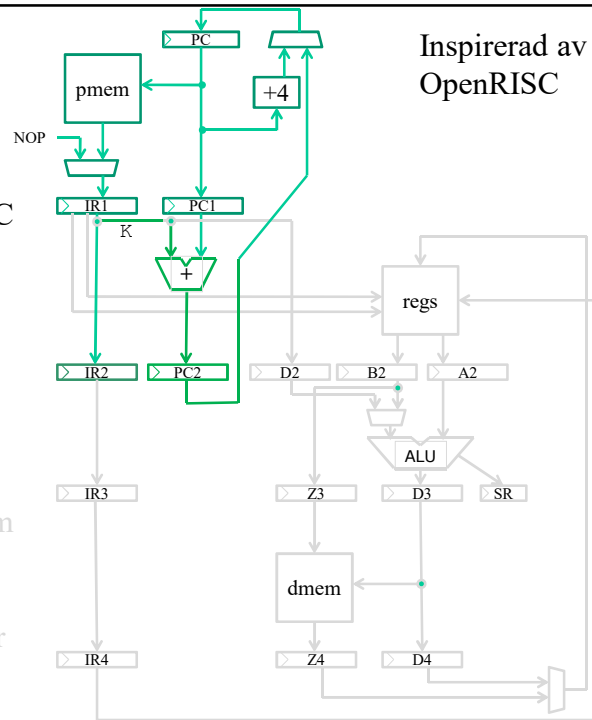 Inspirerad av
OpenRISC
PC
pmem
+4
NOP
IR1
PC1
C
K
+
regs
IR2
PC2
D2
B2
A2
ALU
IR3
Z3
D3
SR
m
dmem
r
IR4
Z4
D4